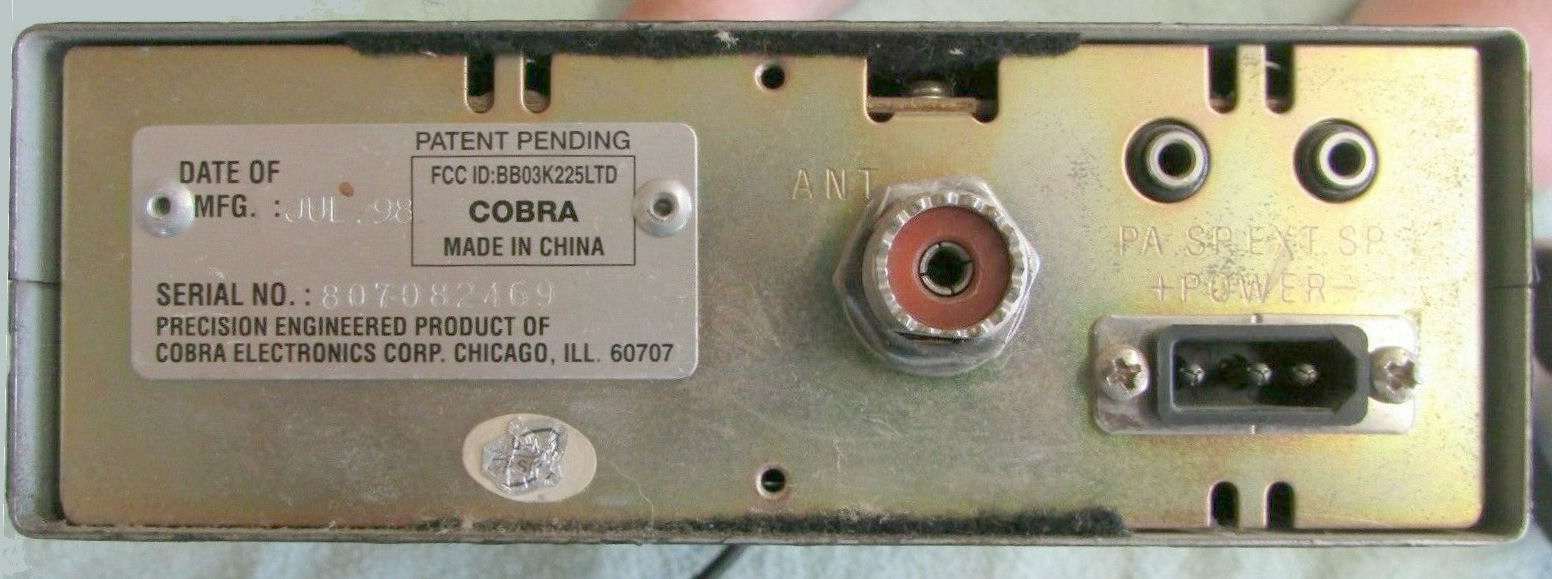 PATENT PENDING
DATE OF
MFG. : JUL. 98
FCC ID:BB03K225LTD
COBRA
MADE IN CHINA
SERIAL NO. : 807082469
PRECISION ENGINEERED PRODUCT OF
COBRA ELECTRONICS CORP. CHICAGO, ILL. 60707
ANT
PA SP EXT SP
+POWER-